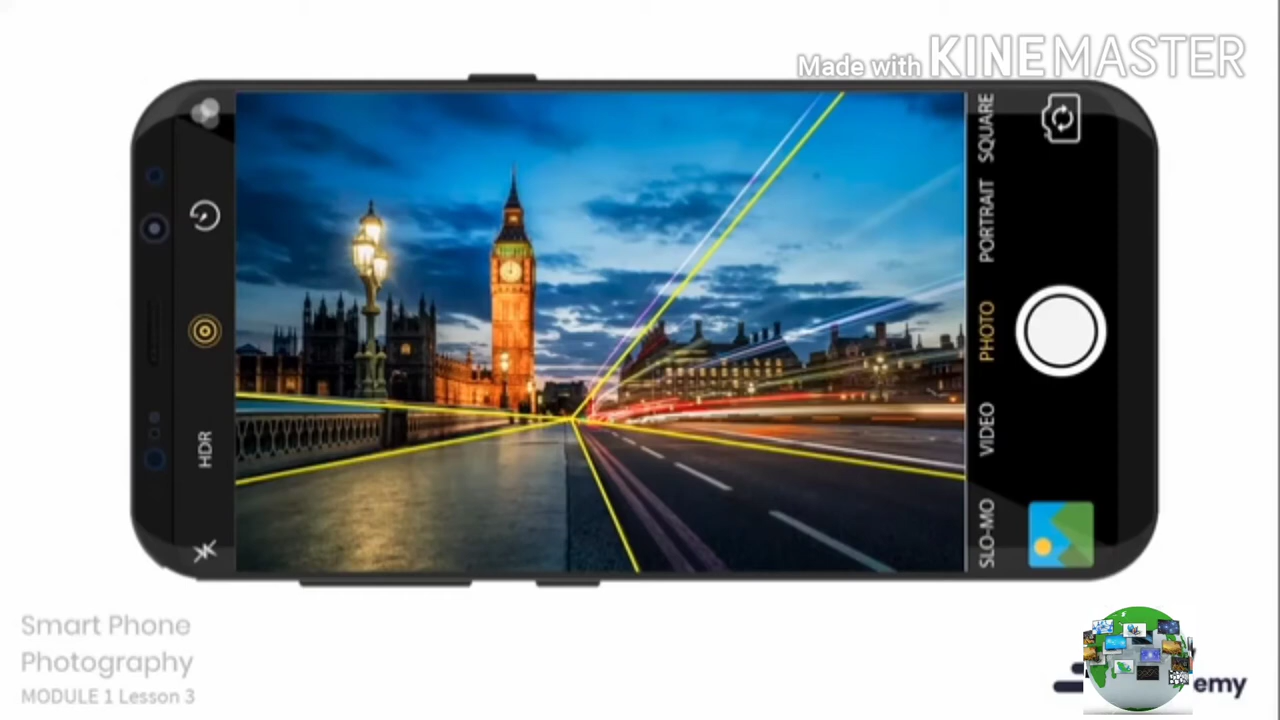 Made with KINEMASTER
SQUARE
PORTRAIT
PHOTO
VIDEO
SLO-MO
HDR
Smart Phone
Photography
MODULE 1 Lesson 3
emy